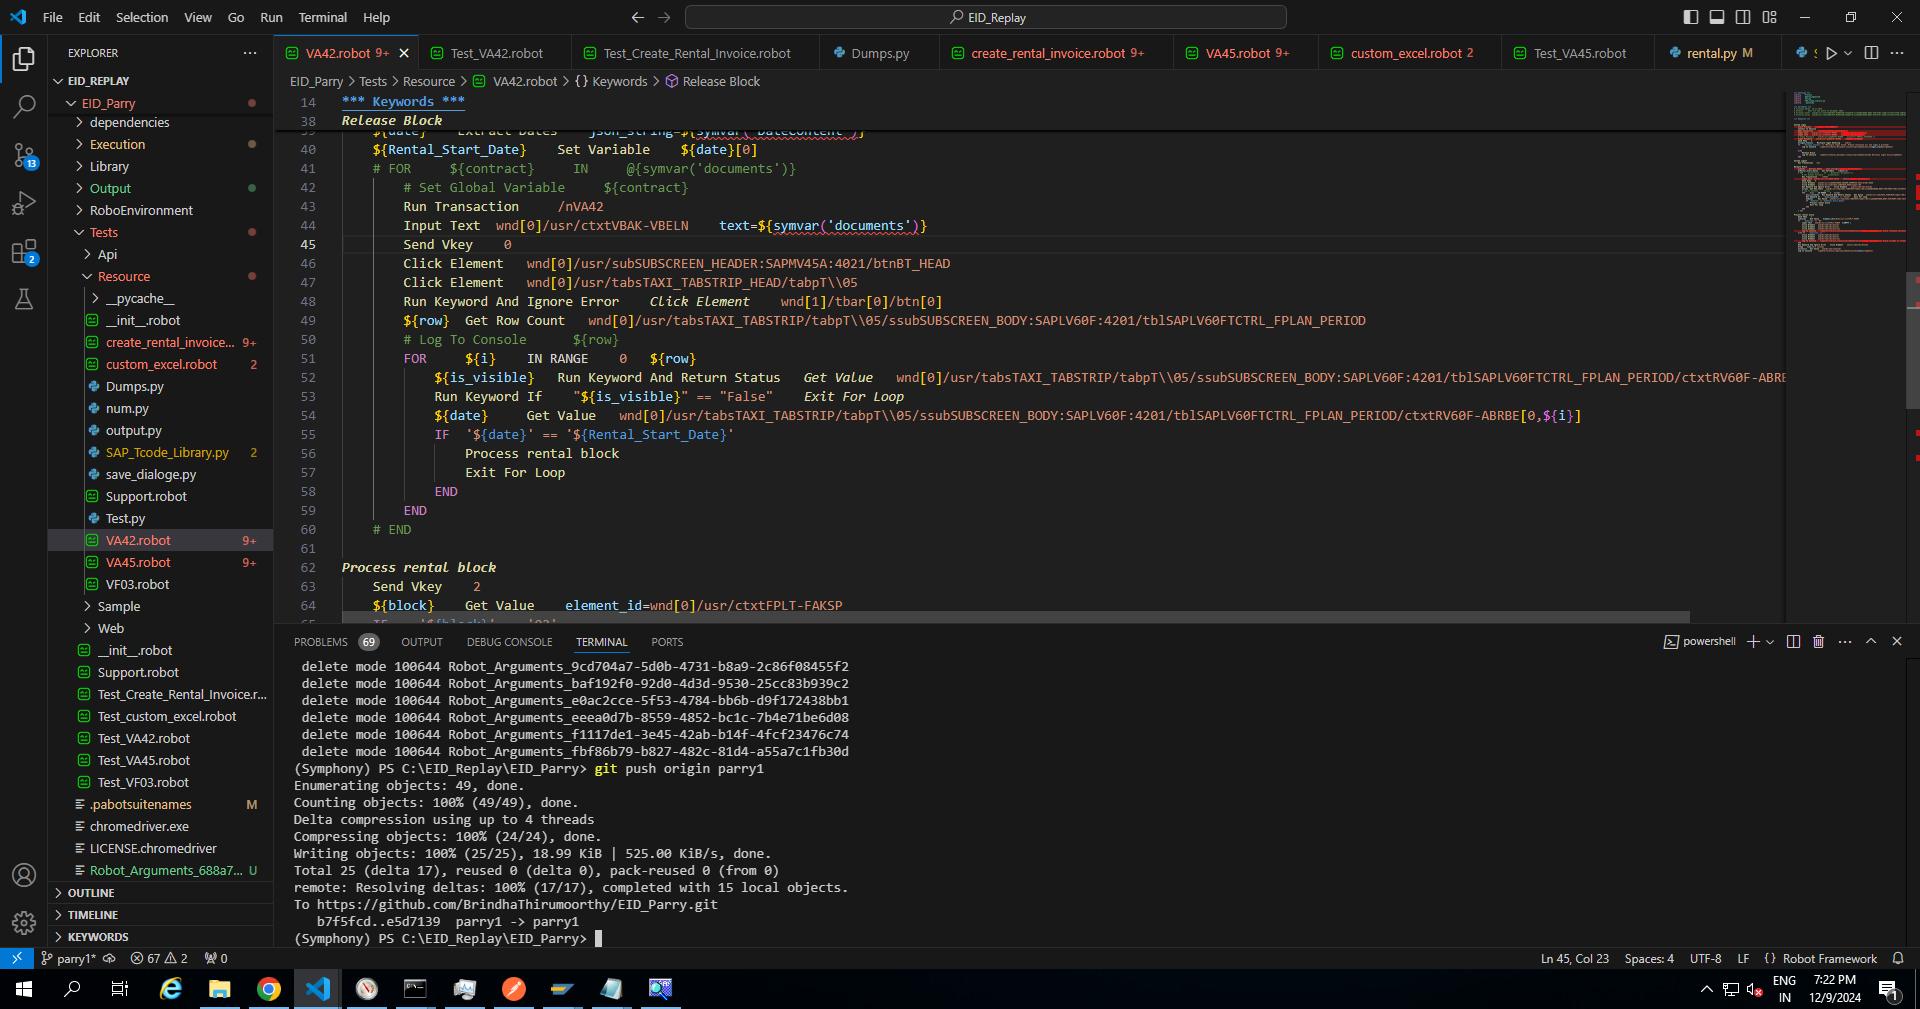 File Edit Selection View Go Run Terminal Help
EID_Replay
EXPLORER
VA42.robot 9+
Test_VA42.robot
Test_Create_Rental_Invoice.robot
Dumps.py
create_rental_invoice.robot 9+
VA45.robot 9+
custom_excel.robot 2
Test_VA45.robot
rental.py M
EID_Parry > Tests > Resource > VA42.robot > {} Keywords > Release Block
EID_REPLAY
EID_Parry
dependencies
Execution
Library
Output
RoboEnvironment
Tests
Api
Resource
__pycache__
__init__.robot
create_rental_invoice... 9+
custom_excel.robot 2
Dumps.py
num.py
output.py
SAP_Tcode_Library.py 2
save_dialoge.py
Support.robot
Test.py
VA42.robot 9+
VA45.robot 9+
VF03.robot
Sample
Web
__init__.robot
Support.robot
Test_Create_Rental_Invoice.r...
Test_custom_excel.robot
Test_VA42.robot
Test_VA45.robot
Test_VF03.robot
.pabotsuitenames M
chromedriver.exe
LICENSE.chromedriver
Robot_Arguments_688a7... U
OUTLINE
TIMELINE
KEYWORDS
14 *** Keywords ***
38 Release Block
39 ${date} Extract Dates json_string=${symvar('DateContent')}
40 ${Rental_Start_Date} Set Variable ${date}[0]
41 # FOR ${contract} IN @{symvar('documents')}
42 # Set Global Variable ${contract}
43 Run Transaction /nVA42
44 Input Text wnd[0]/usr/ctxtVBAK-VBELN text=${symvar('documents')}
45 Send Vkey 0
46 Click Element wnd[0]/usr/subSUBSCREEN_HEADER:SAPMV45A:4021/btnBT_HEAD
47 Click Element wnd[0]/usr/tabsTAXI_TABSTRIP_HEAD/tabpT\\05
48 Run Keyword And Ignore Error Click Element wnd[1]/tbar[0]/btn[0]
49 ${row} Get Row Count wnd[0]/usr/tabsTAXI_TABSTRIP/tabpT\\05/ssubSUBSCREEN_BODY:SAPLV60F:4201/tblSAPLV60FTCTRL_FPLAN_PERIOD
50 # Log To Console ${row}
51 FOR ${i} IN RANGE 0 ${row}
52 ${is_visible} Run Keyword And Return Status Get Value wnd[0]/usr/tabsTAXI_TABSTRIP/tabpT\\05/ssubSUBSCREEN_BODY:SAPLV60F:4201/tblSAPLV60FTCTRL_FPLAN_PERIOD/ctxtRV60F-ABRB
53 Run Keyword If "${is_visible}" == "False" Exit For Loop
54 ${date} Get Value wnd[0]/usr/tabsTAXI_TABSTRIP/tabpT\\05/ssubSUBSCREEN_BODY:SAPLV60F:4201/tblSAPLV60FTCTRL_FPLAN_PERIOD/ctxtRV60F-ABRBE[0,${i}]
55 IF '${date}' == '${Rental_Start_Date}'
56 Process rental block
57 Exit For Loop
58 END
59 END
60 # END
61
62 Process rental block
63 Send Vkey 2
64 ${block} Get Value element_id=wnd[0]/usr/ctxtFPLT-FAKSP
PROBLEMS 69 OUTPUT DEBUG CONSOLE TERMINAL PORTS
powershell
delete mode 100644 Robot_Arguments_9cd704a7-5d0b-4731-b8a9-2c86f08455f2
delete mode 100644 Robot_Arguments_baf192f0-92d0-4d3d-9530-25cc83b939c2
delete mode 100644 Robot_Arguments_e0ac2cce-5f53-4784-bb6b-d9f172438bb1
delete mode 100644 Robot_Arguments_eeea0d7b-8559-4852-bc1c-7b4e71be6d08
delete mode 100644 Robot_Arguments_f1117de1-3e45-42ab-b14f-4fcf23476c74
delete mode 100644 Robot_Arguments_fbf86b79-b827-482c-81d4-a55a7c1fb30d
(Symphony) PS C:\EID_Replay\EID_Parry> git push origin parry1
Enumerating objects: 49, done.
Counting objects: 100% (49/49), done.
Delta compression using up to 4 threads
Compressing objects: 100% (24/24), done.
Writing objects: 100% (25/25), 18.99 KiB | 525.00 KiB/s, done.
Total 25 (delta 17), reused 0 (delta 0), pack-reused 0 (from 0)
remote: Resolving deltas: 100% (17/17), completed with 15 local objects.
To https://github.com/BrindhaThirumoorthy/EID_Parry.git
b7f5fcd..e5d7139 parry1 -> parry1
(Symphony) PS C:\EID_Replay\EID_Parry>
13
2
parry1* 67 2 0
Ln 45, Col 23 Spaces: 4 UTF-8 LF {} Robot Framework
ENG
IN
7:22 PM
12/9/2024
1